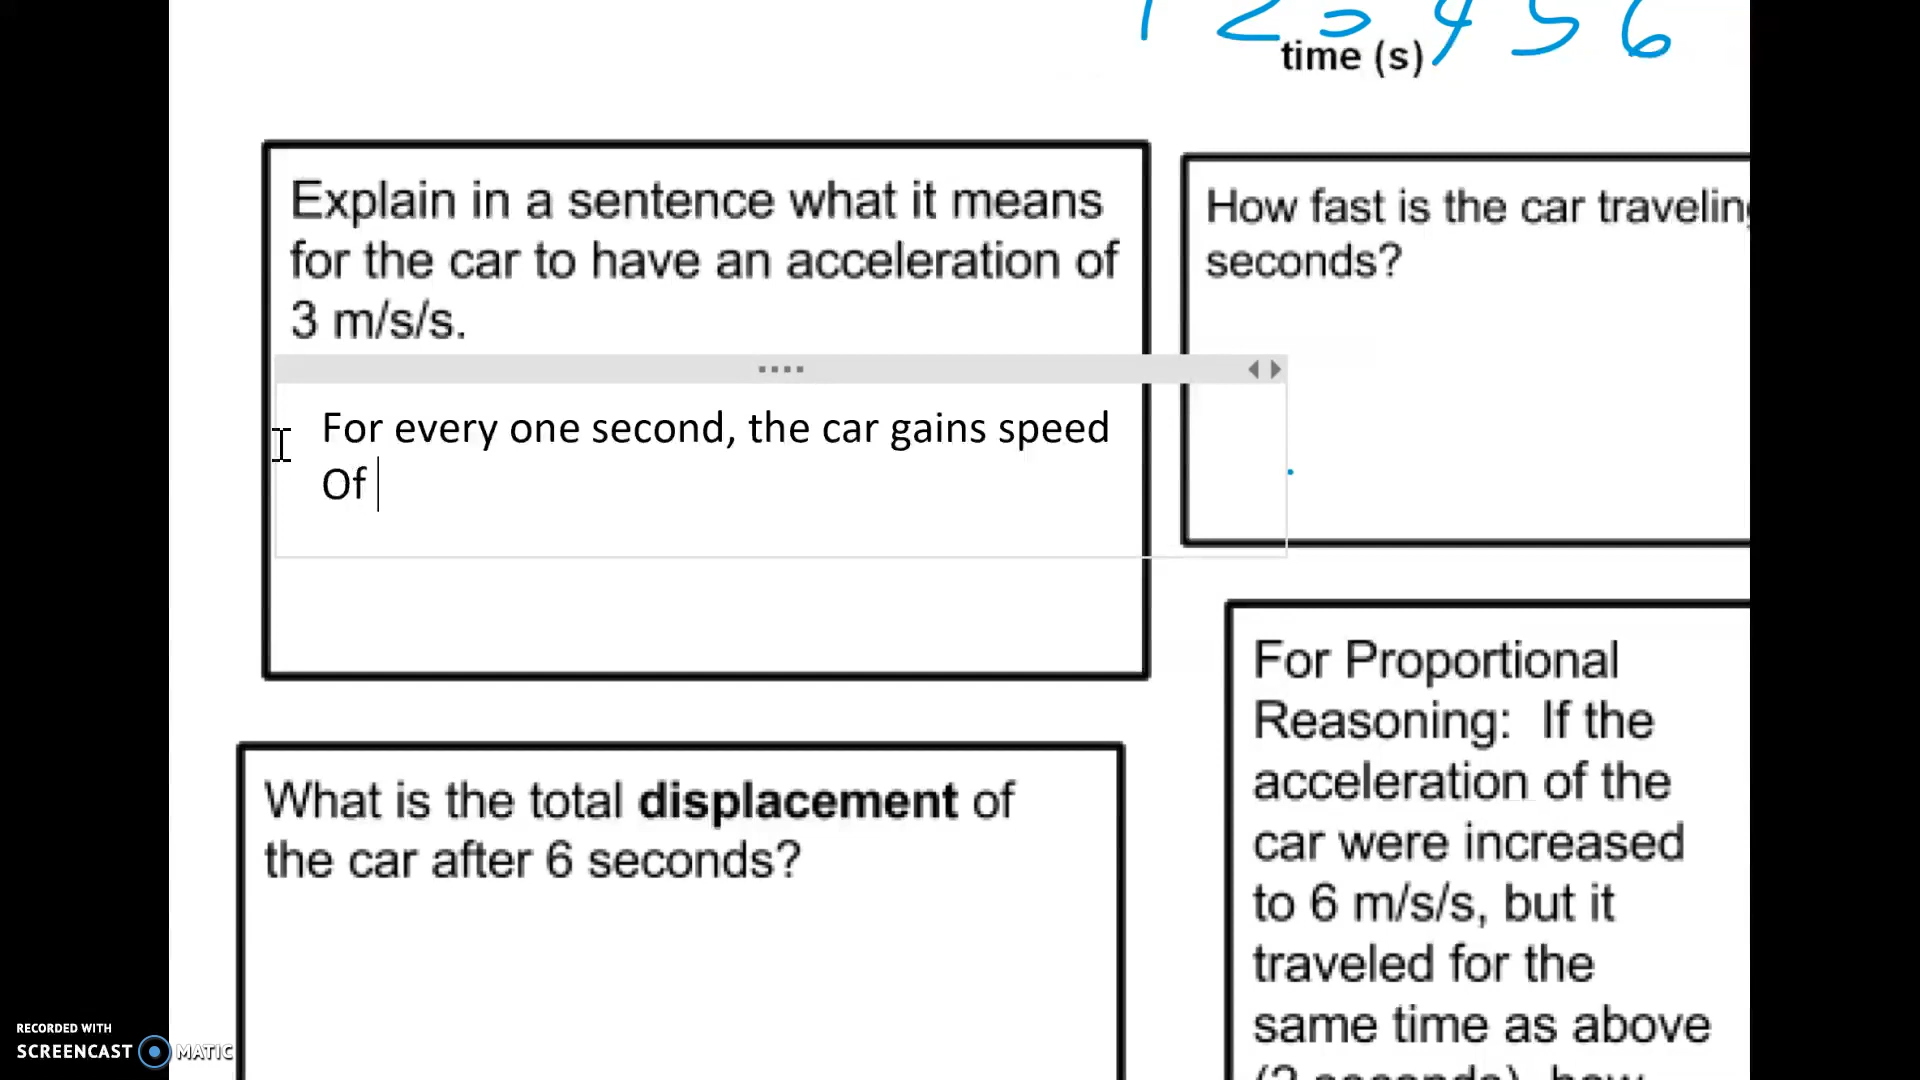 1 2 3 4 5 6
time (s)
Explain in a sentence what it means
for the car to have an acceleration of
3 m/s/s.
For every one second, the car gains speed
Of
How fast is the car traveling
seconds?
What is the total displacement of
the car after 6 seconds?
For Proportional
Reasoning: If the
acceleration of the
car were increased
to 6 m/s/s, but it
traveled for the
same time as above
RECORDED WITH
SCREENCAST MATIC